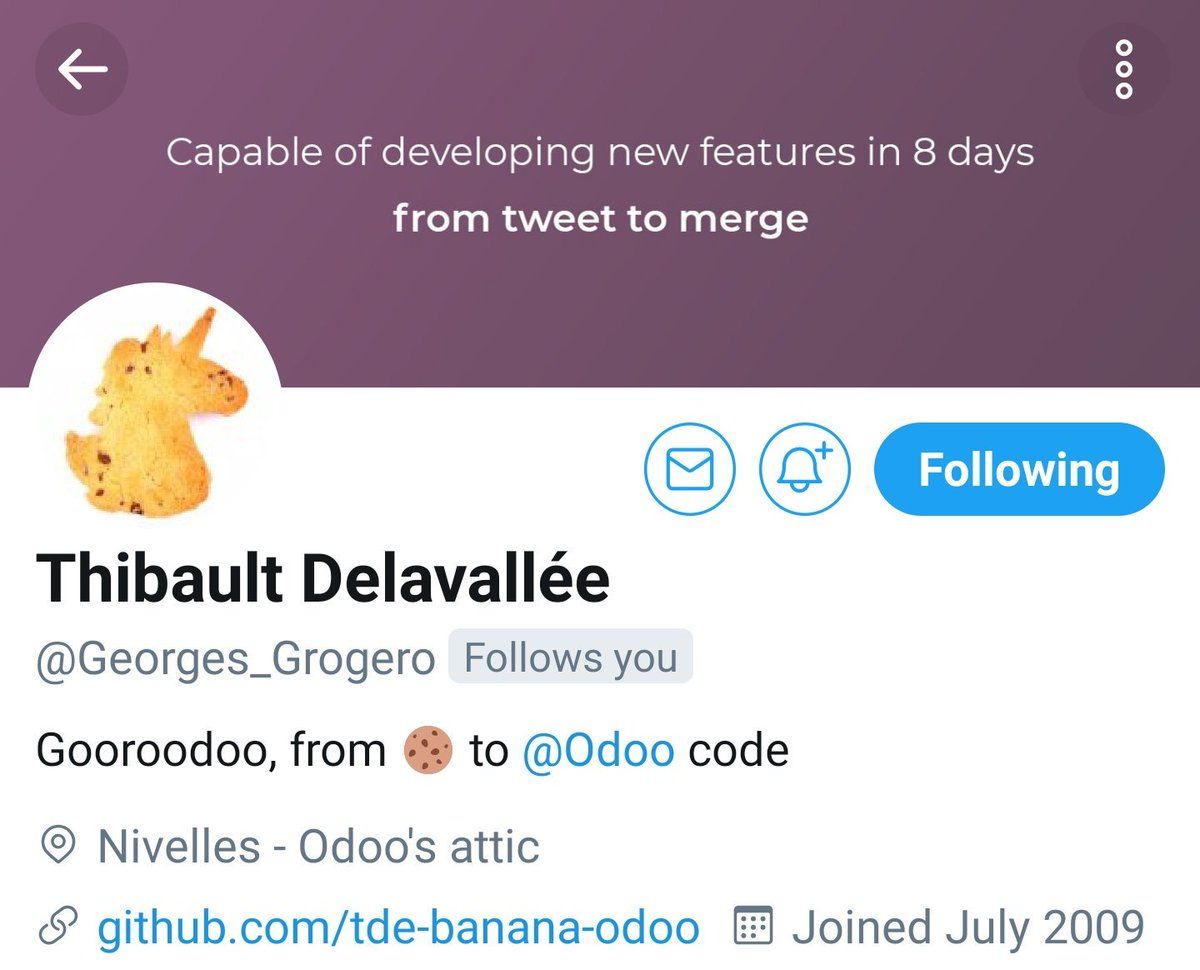 Capable of developing new features in 8 days
from tweet to merge
Following
Thibault Delavallée
@Georges_Grogero Follows you
Gooroodoo, from 🍪 to @Odoo code
Nivelles - Odoo's attic
github.com/tde-banana-odoo Joined July 2009